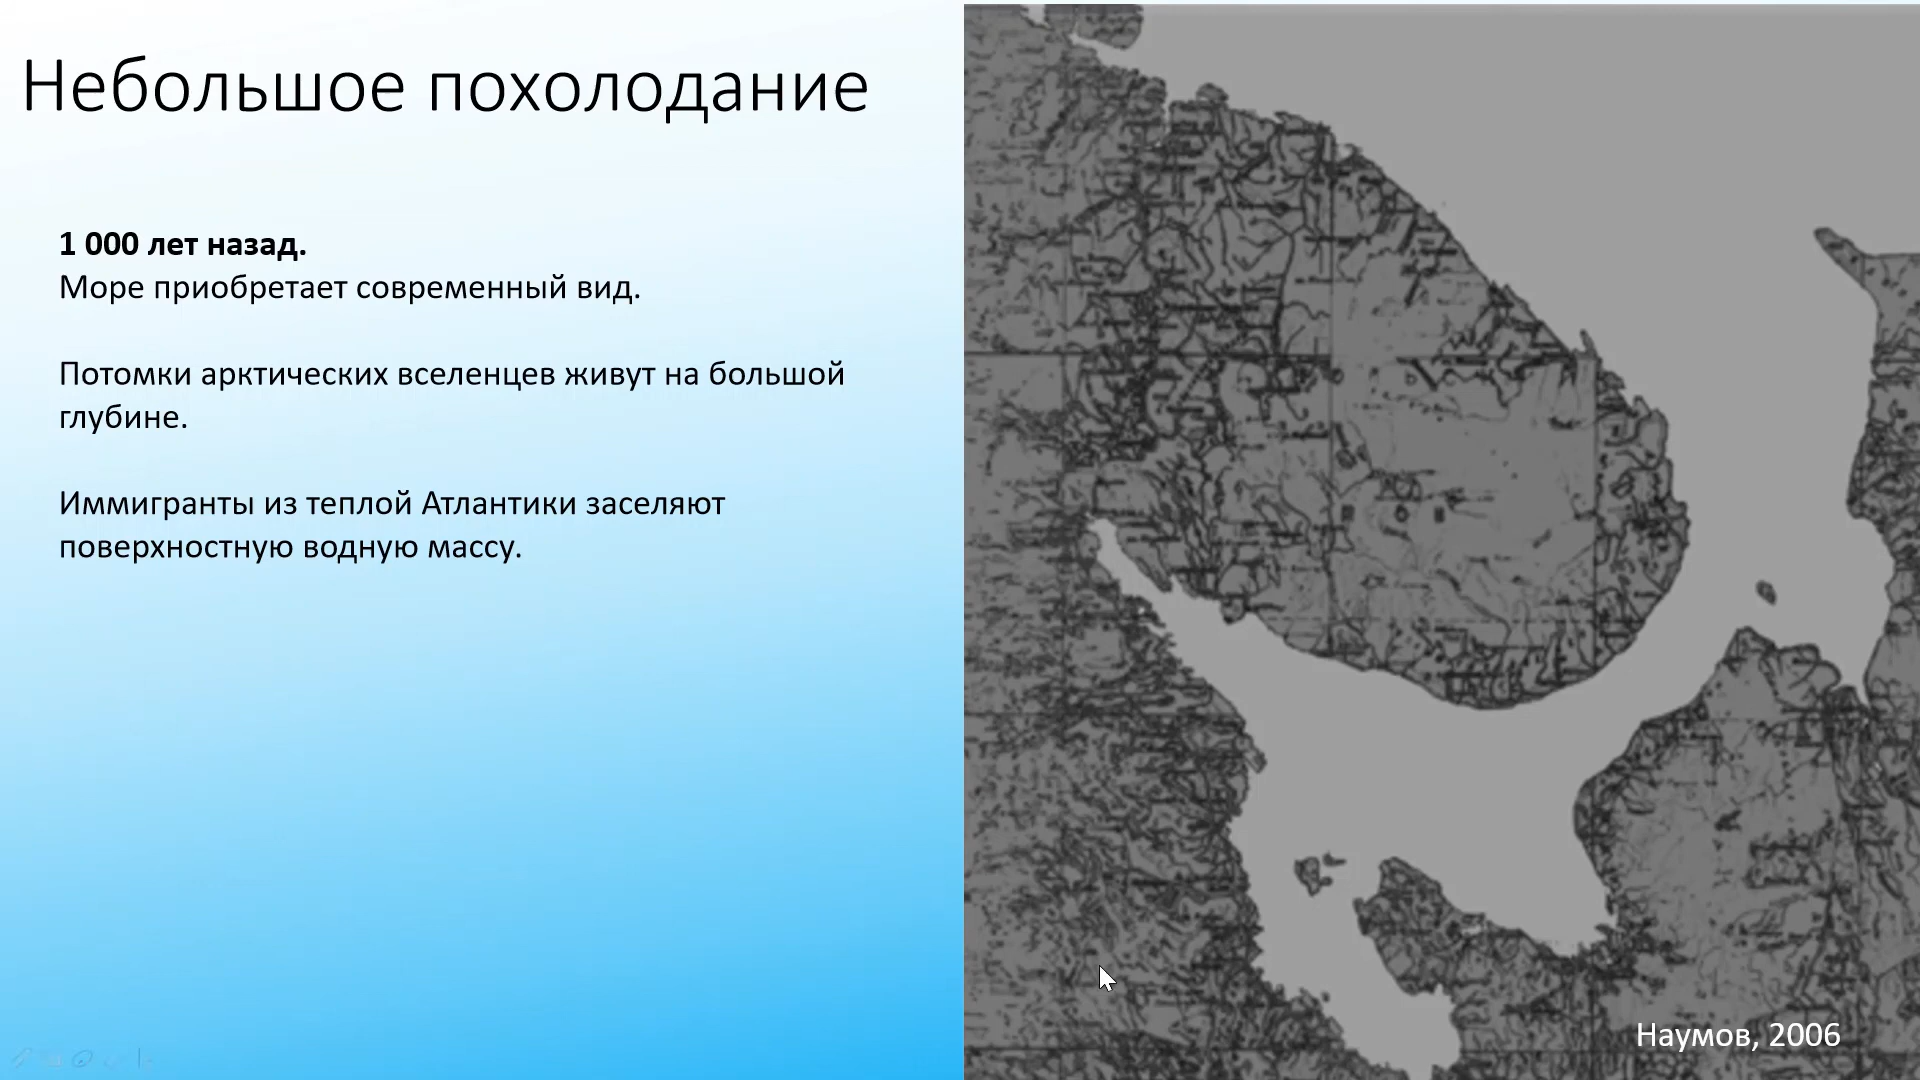 Небольшое похолодание
1 000 лет назад.
Море приобретает современный вид.
Потомки арктических вселенцев живут на большой
глубине.
Иммигранты из теплой Атлантики заселяют
поверхностную водную массу.
Наумов, 2006